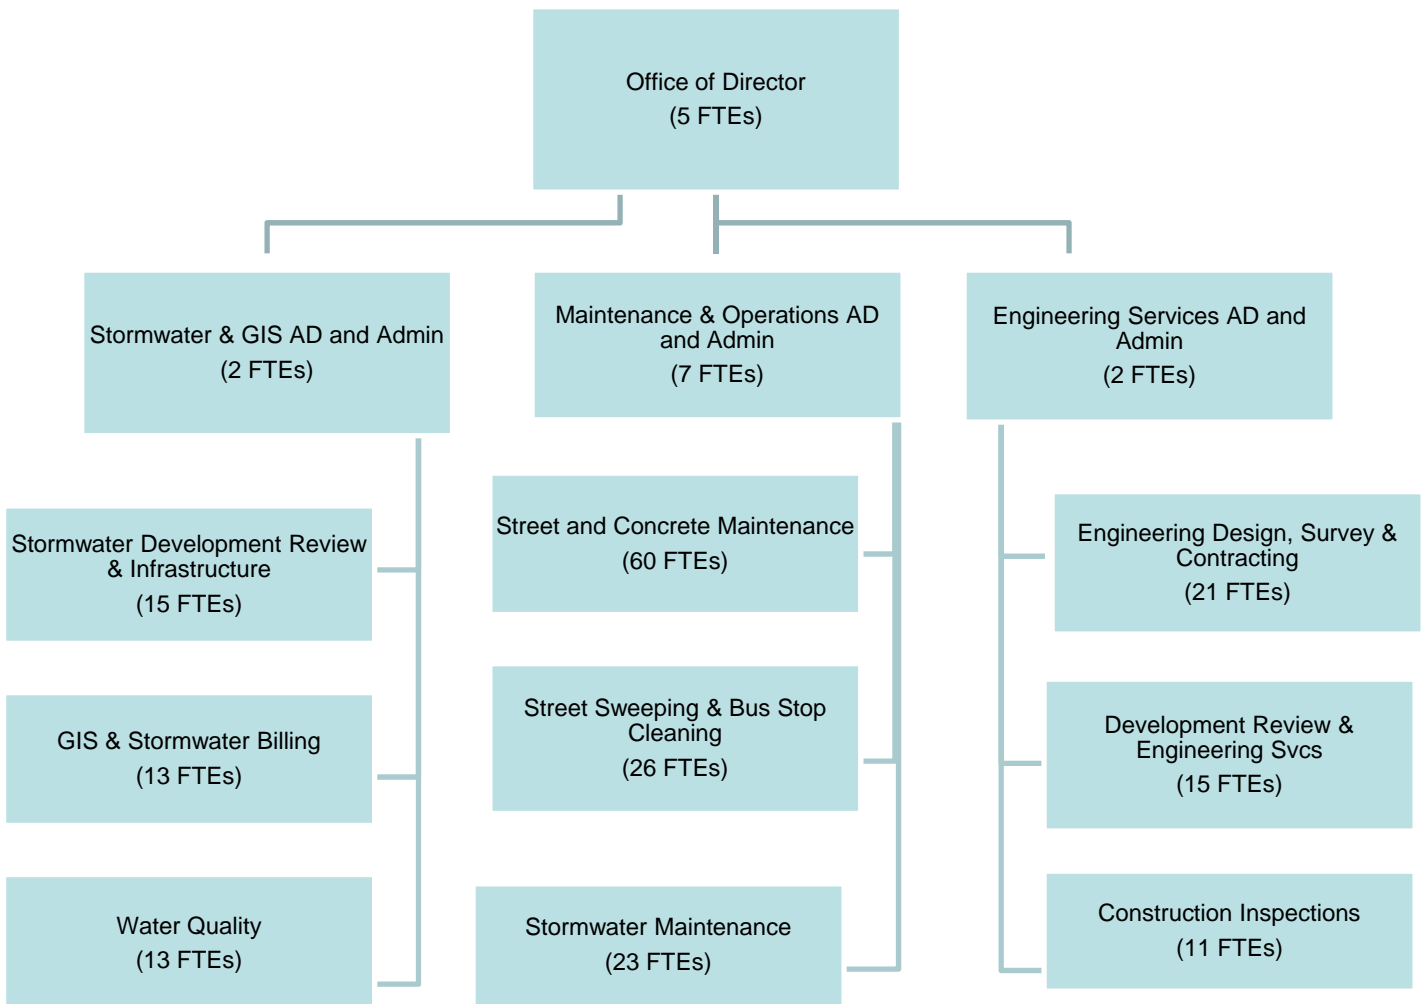 Office of Director
(5 FTEs)
Stormwater & GIS AD and Admin
(2 FTEs)
Maintenance & Operations AD
and Admin
(7 FTEs)
Engineering Services AD and
Admin
(2 FTEs)
Stormwater Development Review
& Infrastructure
(15 FTEs)
GIS & Stormwater Billing
(13 FTEs)
Water Quality
(13 FTEs)
Street and Concrete Maintenance
(60 FTEs)
Street Sweeping & Bus Stop
Cleaning
(26 FTEs)
Stormwater Maintenance
(23 FTEs)
Engineering Design, Survey &
Contracting
(21 FTEs)
Development Review &
Engineering Svcs
(15 FTEs)
Construction Inspections
(11 FTEs)